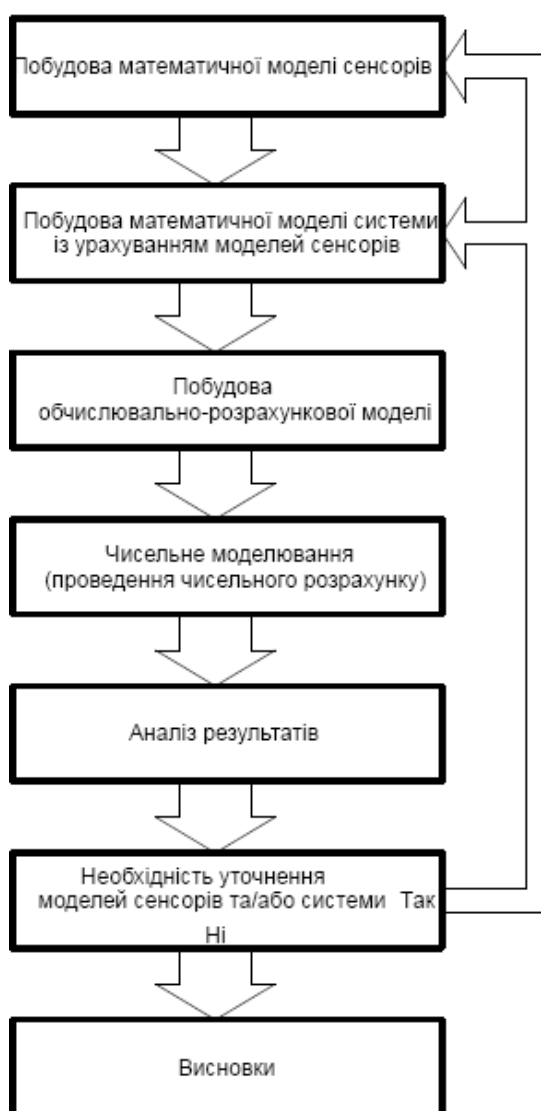 Побудова математичної моделі сенсорів
Побудова математичної моделі системи
із урахуванням моделей сенсорів
Побудова
обчислювально-розрахункової моделі
Чисельне моделювання
(проведення чисельного розрахунку)
Аналіз результатів
Необхідність уточнення
моделей сенсорів та/або системи Так
Ні
Висновки